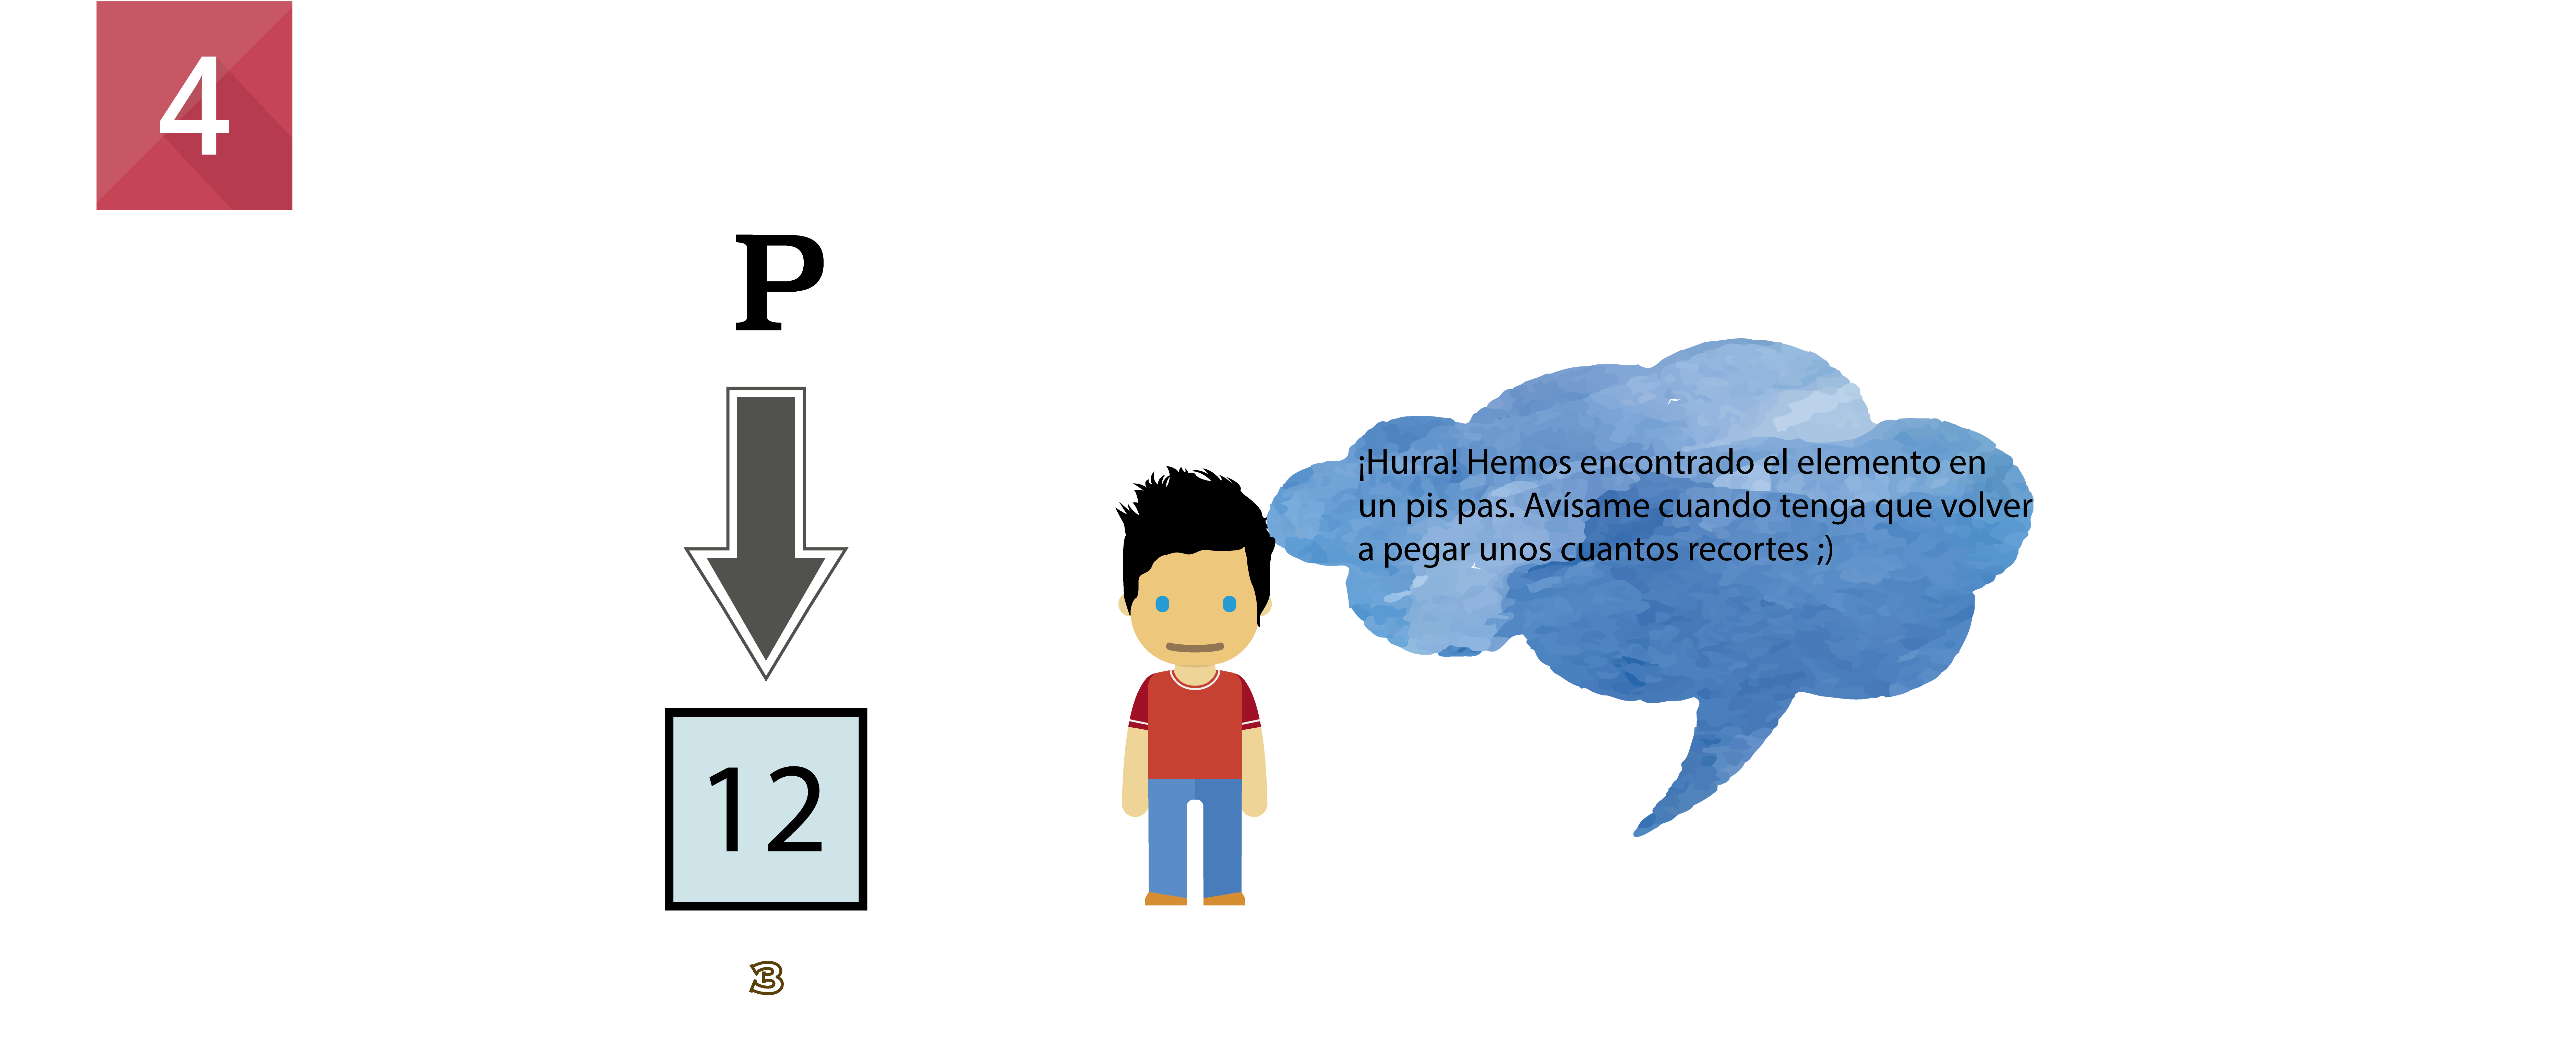 4
P
¡Hurra! Hemos encontrado el elemento en
un pis pas. Avísame cuando tenga que volver
a pegar unos cuantos recortes ;)
12
3